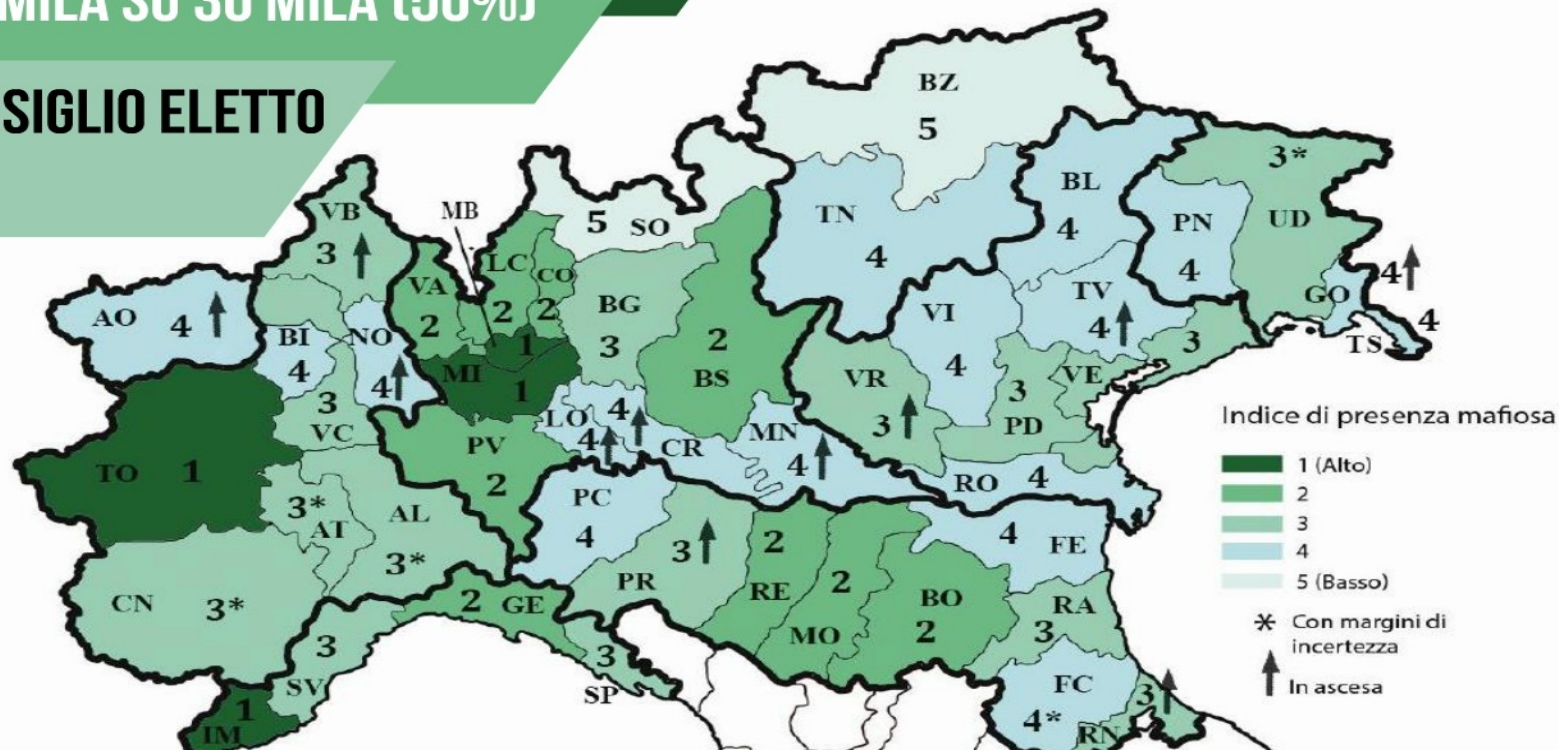 MILA SU 30 MILA (50%)
SIGLIO ELETTO
BZ
5
3*
BL
4
TN
4
PN
4
UD
VB
3
MB
5 SO
LC
2
CO
2
VA
2
BG
3
2
BS
AO 4
BI
4
NO
4
VI
4
TV
4
GO
4
4
TS
MI
1
1
VR
3
3
PD
VE
3
3
VC
LO
4
4
CR
MN
4
PV
2
TO 1
RO 4
3*
AT
AL
3*
PC
4
3
PR
2
RE
2
MO
BO
2
4 FE
CN 3*
2 GE
RA
3
3
SV
3
SP
FC
4*
3
RN
1
IM
Indice di presenza mafiosa
1 (Alto)
2
3
4
5 (Basso)
* Con margini di
incertezza
In ascesa